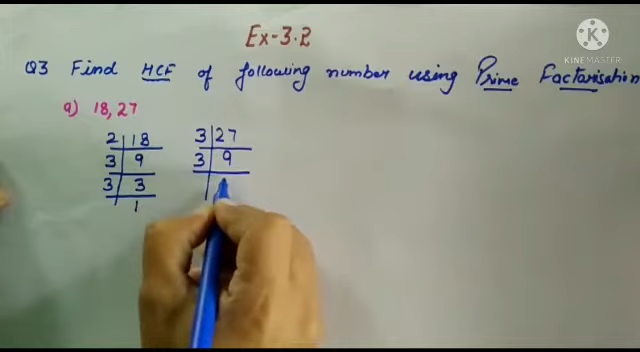 Ex-3.2
Q3 Find HCF of following number using Prime Factorisation
a) 18, 27
2 | 18
3 | 9
3 | 3
1
3 | 27
3 | 9
K
KINEMASTER